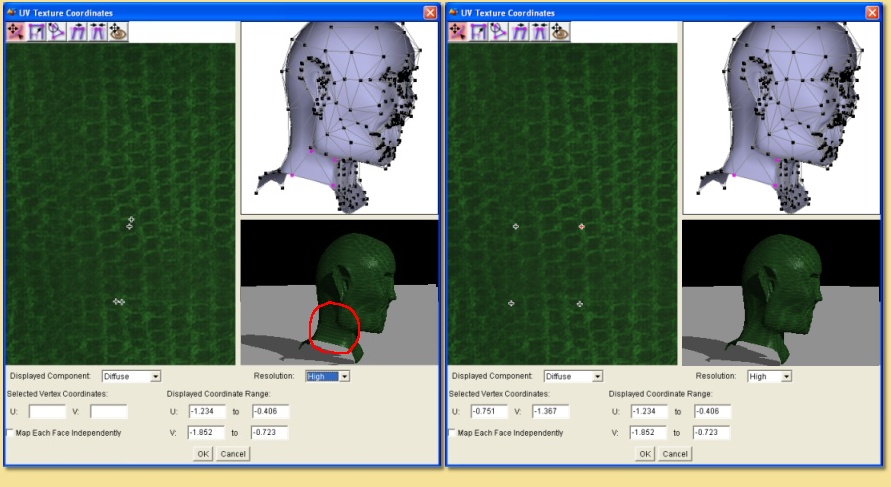 UV Texture Coordinates
Displayed Component: Diffuse Resolution: High
Selected Vertex Coordinates: Displayed Coordinate Range:
U: V: U: -1.234 to -0.406
Map Each Face Independently V: -1.852 to -0.723
OK Cancel
UV Texture Coordinates
Displayed Component: Diffuse Resolution: High
Selected Vertex Coordinates: Displayed Coordinate Range:
U: -0.751 V: -1.367 U: -1.234 to -0.406
Map Each Face Independently V: -1.852 to -0.723
OK Cancel